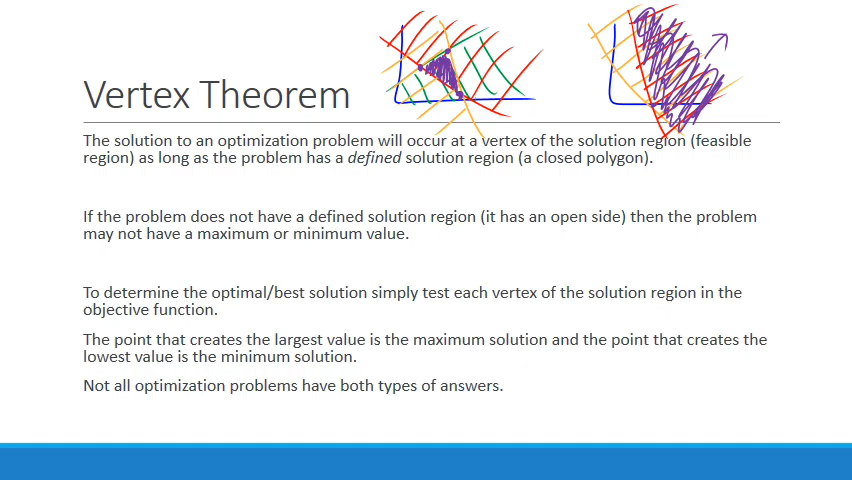 Vertex Theorem
The solution to an optimization problem will occur at a vertex of the solution region (feasible
region) as long as the problem has a defined solution region (a closed polygon).
If the problem does not have a defined solution region (it has an open side) then the problem
may not have a maximum or minimum value.
To determine the optimal/best solution simply test each vertex of the solution region in the
objective function.
The point that creates the largest value is the maximum solution and the point that creates the
lowest value is the minimum solution.
Not all optimization problems have both types of answers.